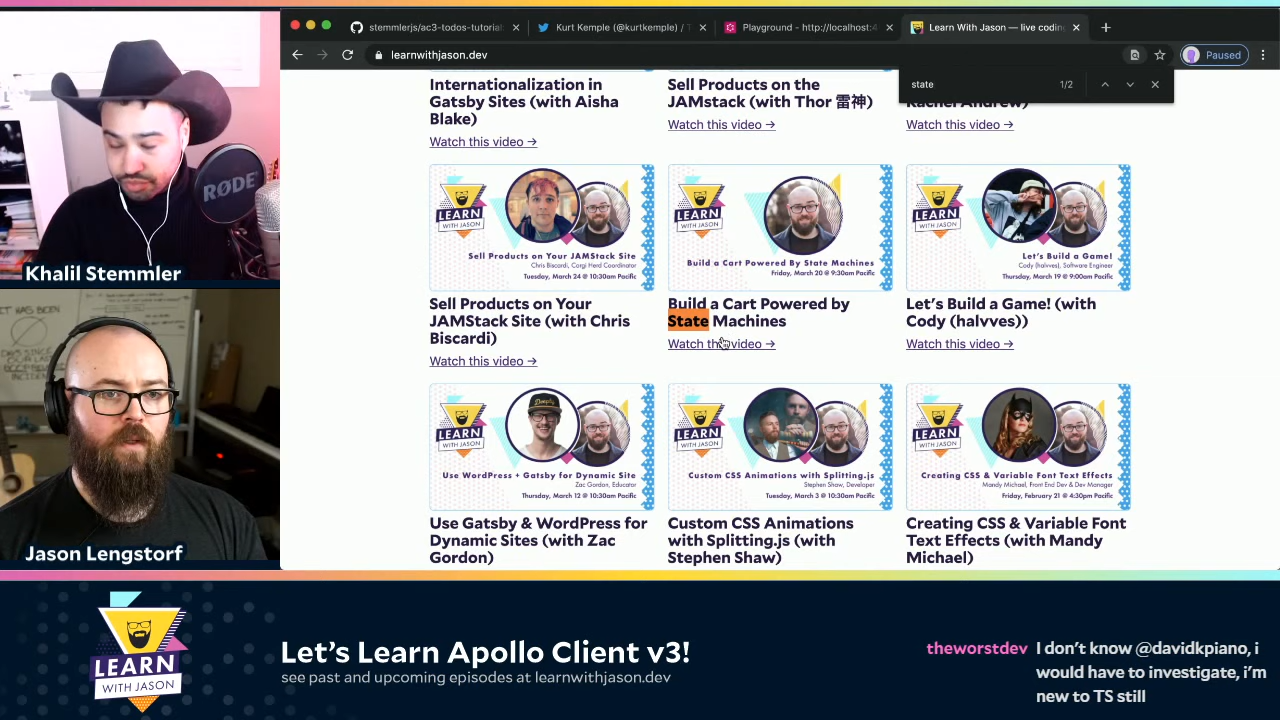 stemmlerjs/ac3-todos-tutorial
Kurt Kemple (@kurtkemple) / T
Playground - http://localhost:4
Learn With Jason — live coding
learnwithjason.dev
Paused
state
1/2
Internationalization in
Gatsby Sites (with Aisha
Blake)
Watch this video →
Sell Products on the
JAMstack (with Thor 雷神)
Watch this video →
Rachel Andrew)
Watch this video →
LEARN
WITH JASON
Sell Products on Your JAMStack Site
Chris Biscardi, Corgi Herd Coordinator
Tuesday, March 24 @ 10:30am Pacific
Sell Products on Your
JAMStack Site (with Chris
Biscardi)
Watch this video →
LEARN
WITH JASON
Build a Cart Powered By State Machines
Friday, March 20 @ 9:30am Pacific
Build a Cart Powered by
State Machines
Watch this video →
LEARN
WITH JASON
Let's Build a Game!
Cody (halvves), Software Engineer
Thursday, March 19 @ 9:00am Pacific
Let's Build a Game! (with
Cody (halvves))
Watch this video →
LEARN
WITH JASON
Use WordPress + Gatsby for Dynamic Site
Zac Gordon, Educator
Thursday, March 12 @ 10:30am Pacific
Use Gatsby & WordPress for
Dynamic Sites (with Zac
Gordon)
LEARN
WITH JASON
Custom CSS Animations with Splitting.js
Stephen Shaw, Developer
Tuesday, March 3 @ 10:30am Pacific
Custom CSS Animations
with Splitting.js (with
Stephen Shaw)
LEARN
WITH JASON
Creating CSS & Variable Font Text Effects
Mandy Michael, Front End Dev & Dev Manager
Friday, February 21 @ 4:30pm Pacific
Creating CSS & Variable Font
Text Effects (with Mandy
Michael)
RØDE
Khalil Stemmler
IT HAS BEEN
DAYS SINCE
INCIDENT
Jason Lengstorf
LEARN
WITH JASON
Let's Learn Apollo Client v3!
see past and upcoming episodes at learnwithjason.dev
theworstdev I don't know @davidkpiano, i
would have to investigate, i'm
new to TS still